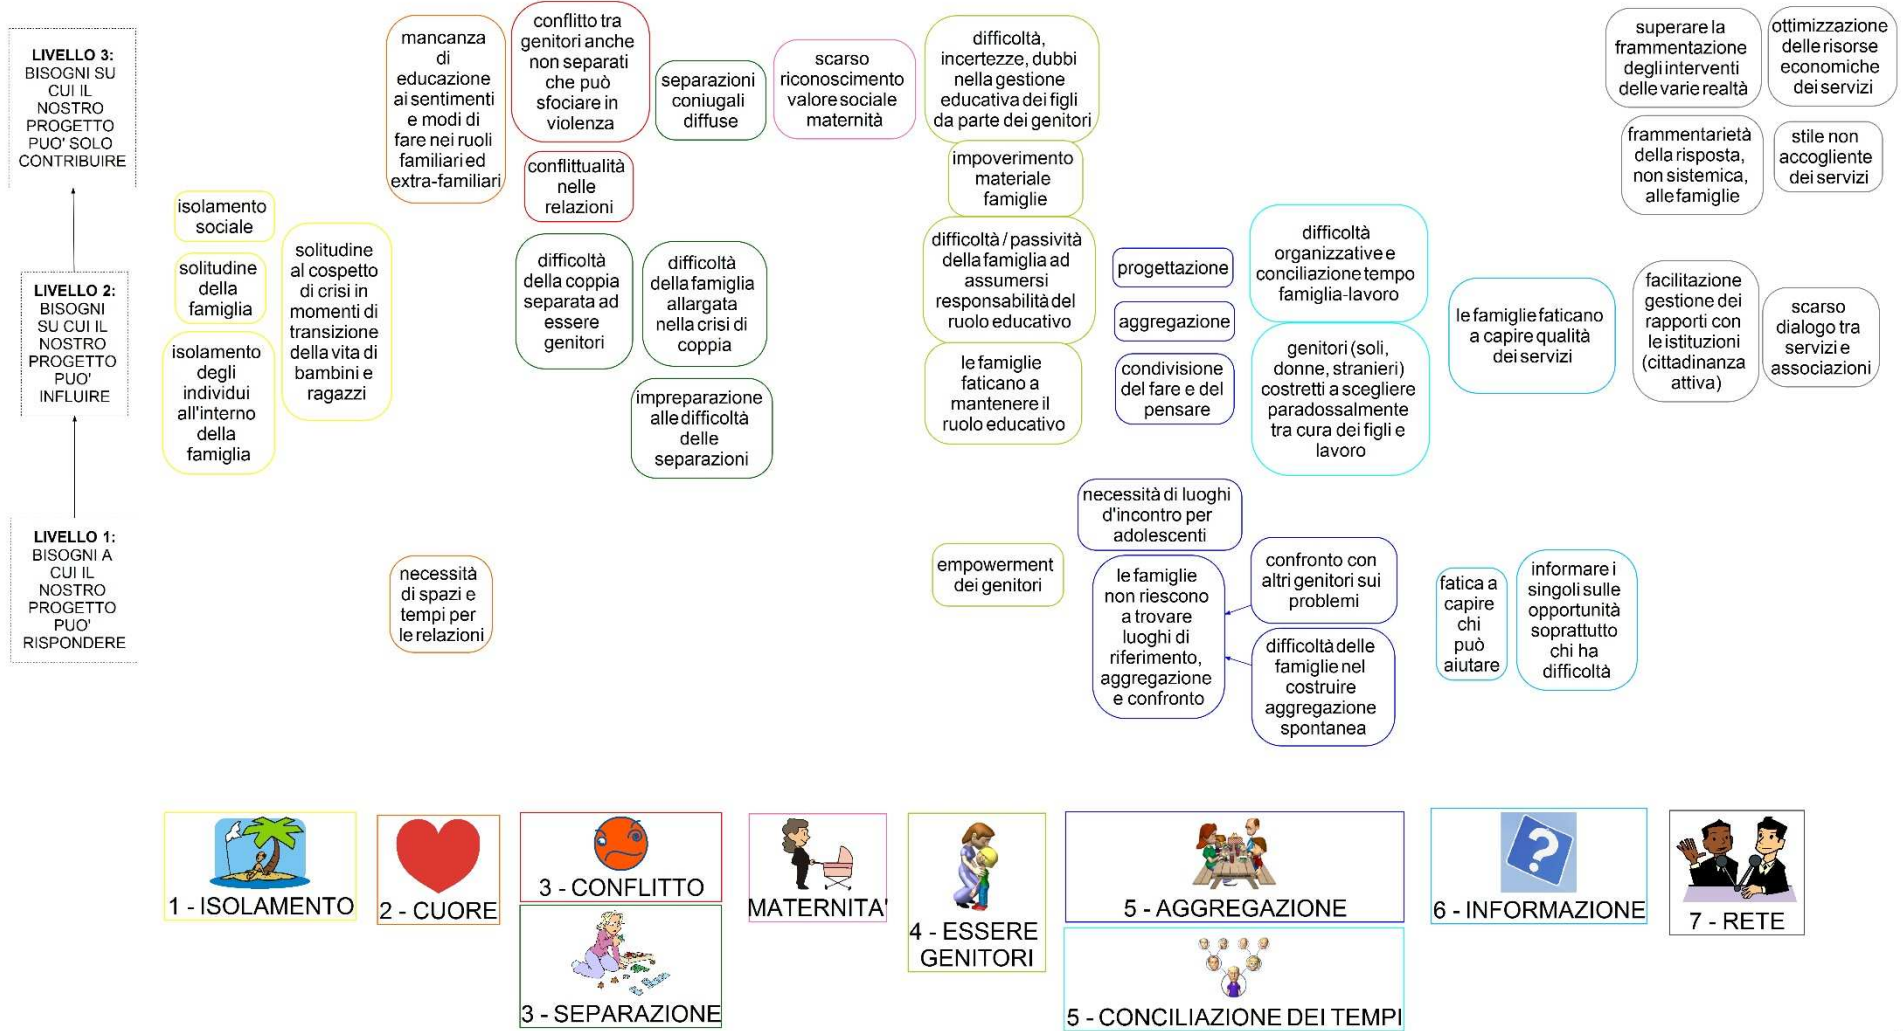 LIVELLO 3:
BISOGNI SU
CUI IL
NOSTRO
PROGETTO
PUO' SOLO
CONTRIBUIRE
LIVELLO 2:
BISOGNI
SU CUI IL
NOSTRO
PROGETTO
PUO'
INFLUIRE
LIVELLO 1:
BISOGNI A
CUI IL
NOSTRO
PROGETTO
PUO'
RISPONDERE
isolamento
sociale
solitudine
della
famiglia
isolamento
degli
individui
all'interno
della
famiglia
solitudine
al cospetto
di crisi in
momenti di
transizione
della vita di
bambini e
ragazzi
mancanza
di
educazione
ai sentimenti
e modi di
fare nei ruoli
familiari ed
extra-familiari
necessità
di spazi e
tempi per
le relazioni
conflitto tra
genitori anche
non separati
che può
sfociare in
violenza
conflittualità
nelle
relazioni
separazioni
coniugali
diffuse
difficoltà
della coppia
separata ad
essere
genitori
difficoltà
della famiglia
allargata
nella crisi di
coppia
impreparazione
alle difficoltà
delle
separazioni
scarso
riconoscimento
valore sociale
maternità
difficoltà,
incertezze, dubbi
nella gestione
educativa dei figli
da parte dei genitori
impoverimento
materiale
famiglie
difficoltà / passività
della famiglia ad
assumersi
responsabilità del
ruolo educativo
le famiglie
faticano a
mantenere il
ruolo educativo
empowerment
dei genitori
progettazione
aggregazione
condivisione
del fare e del
pensare
necessità di luoghi
d'incontro per
adolescenti
le famiglie
non riescono
a trovare
luoghi di
riferimento,
aggregazione
e confronto
difficoltà
organizzative e
conciliazione tempo
famiglia-lavoro
genitori (soli,
donne, stranieri)
costretti a scegliere
paradossalmente
tra cura dei figli e
lavoro
confronto con
altri genitori sui
problemi
difficoltà delle
famiglie nel
costruire
aggregazione
spontanea
le famiglie faticano
a capire qualità
dei servizi
fatica a
capire
chi
può
aiutare
informare i
singoli sulle
opportunità
soprattutto
chi ha
difficoltà
superare la
frammentazione
degli interventi
delle varie realtà
ottimizzazione
delle risorse
economiche
dei servizi
frammentarietà
della risposta,
non sistemica,
alle famiglie
stile non
accogliente
dei servizi
facilitazione
gestione dei
rapporti con
le istituzioni
(cittadinanza
attiva)
scarso
dialogo tra
servizi e
associazioni
1 - ISOLAMENTO
2 - CUORE
3 - CONFLITTO
3 - SEPARAZIONE
MATERNITA'
4 - ESSERE
GENITORI
5 - AGGREGAZIONE
5 - CONCILIAZIONE DEI TEMPI
?
6 - INFORMAZIONE
7 - RETE